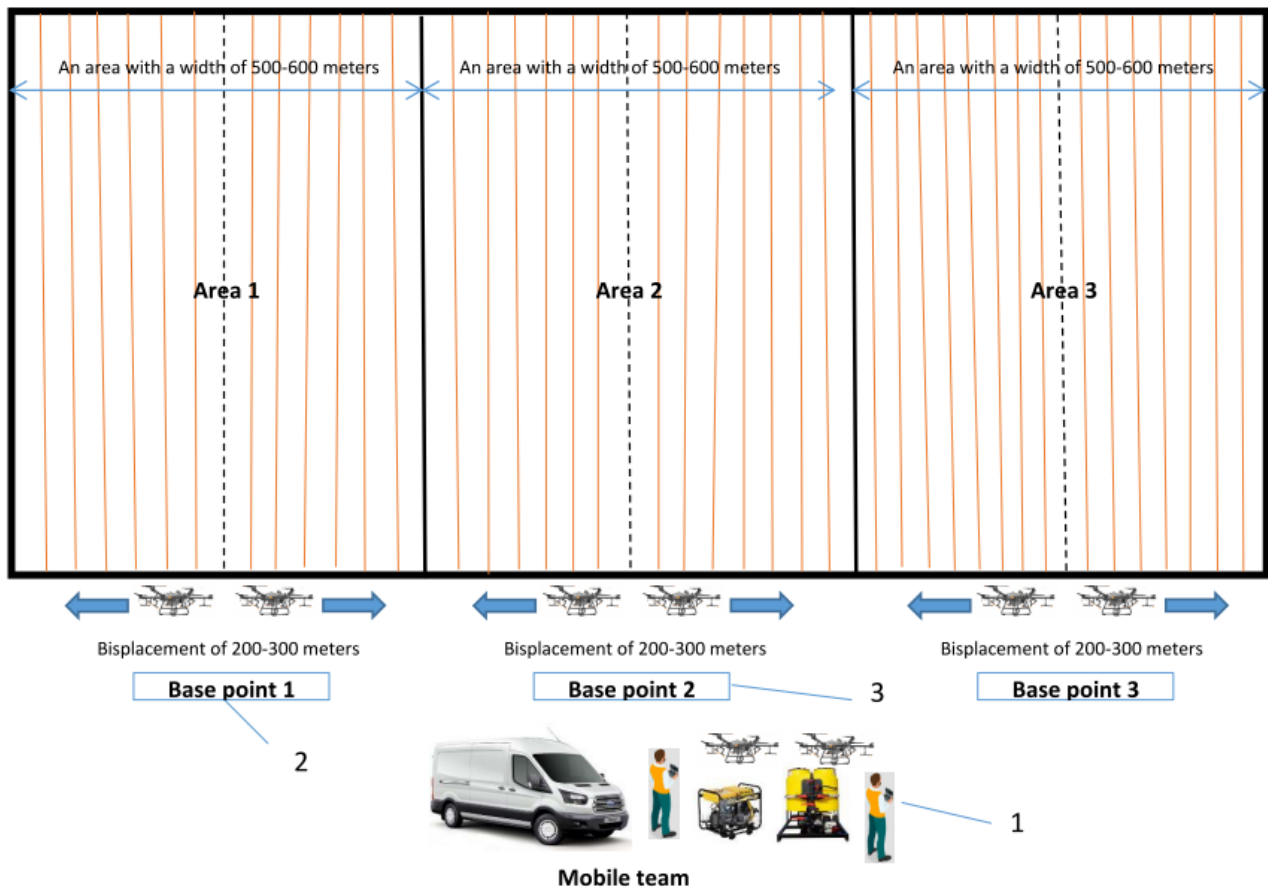 An area with a width of 500-600 meters
An area with a width of 500-600 meters
An area with a width of 500-600 meters
Area 1
Area 2
Area 3
Bisplacement of 200-300 meters
Bisplacement of 200-300 meters
Bisplacement of 200-300 meters
Base point 1
Base point 2
Base point 3
3
2
1
Mobile team